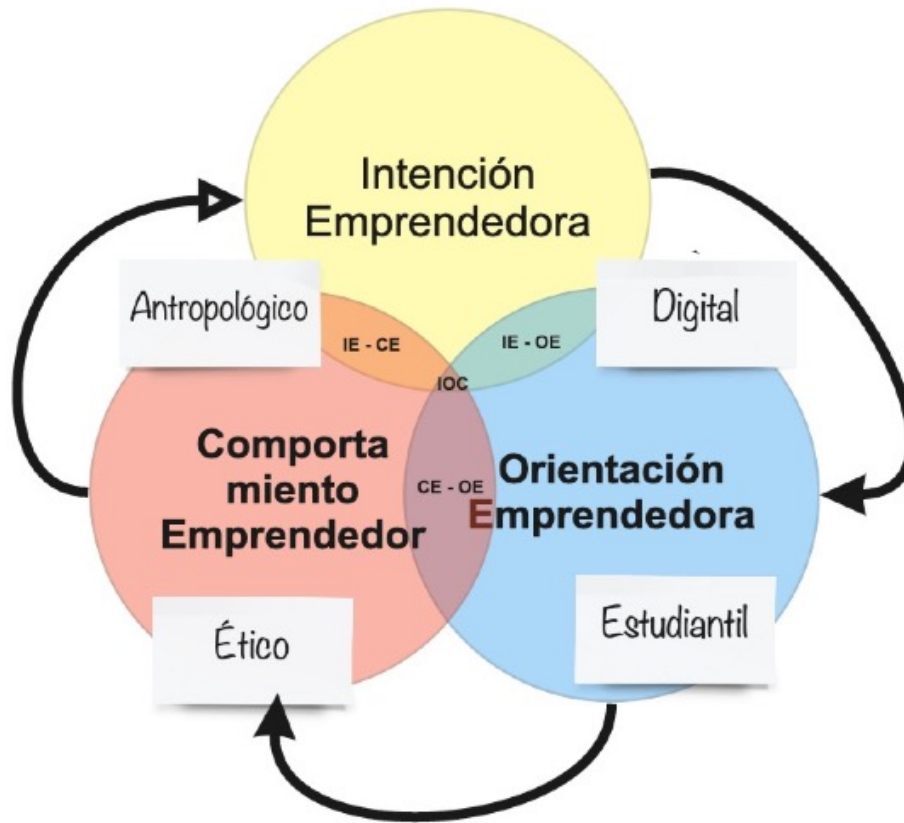 Intención
Emprendedora
Antropológico
Digital
IE - CE
IE - OE
IOC
Comporta
miento
Emprendedor
CE - OE
Orientación
Emprendedora
Ético
Estudiantil